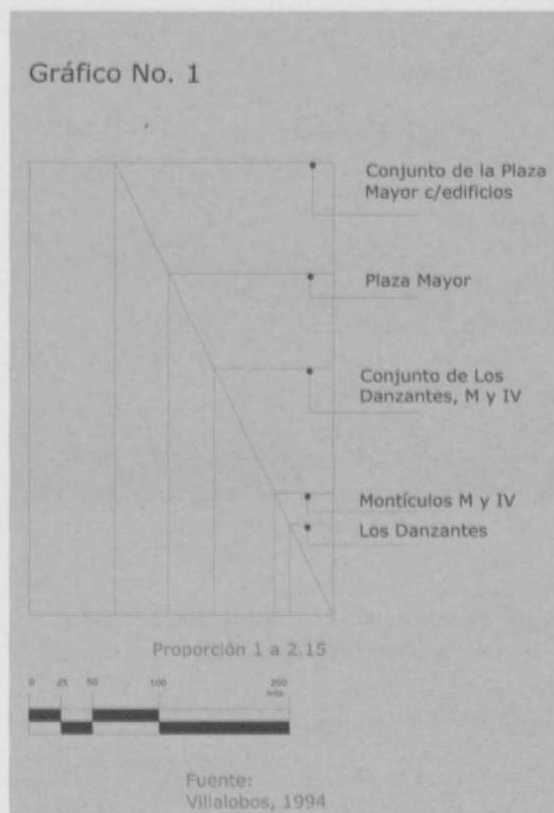 Gráfico No. 1
Conjunto de la Plaza
Mayor c/edificios
Plaza Mayor
Conjunto de Los
Danzantes, M y IV
Montículos M y IV
Los Danzantes
Proporción 1 a 2.15
0 25 50 100 200
mts.
Fuente:
Villalobos, 1994